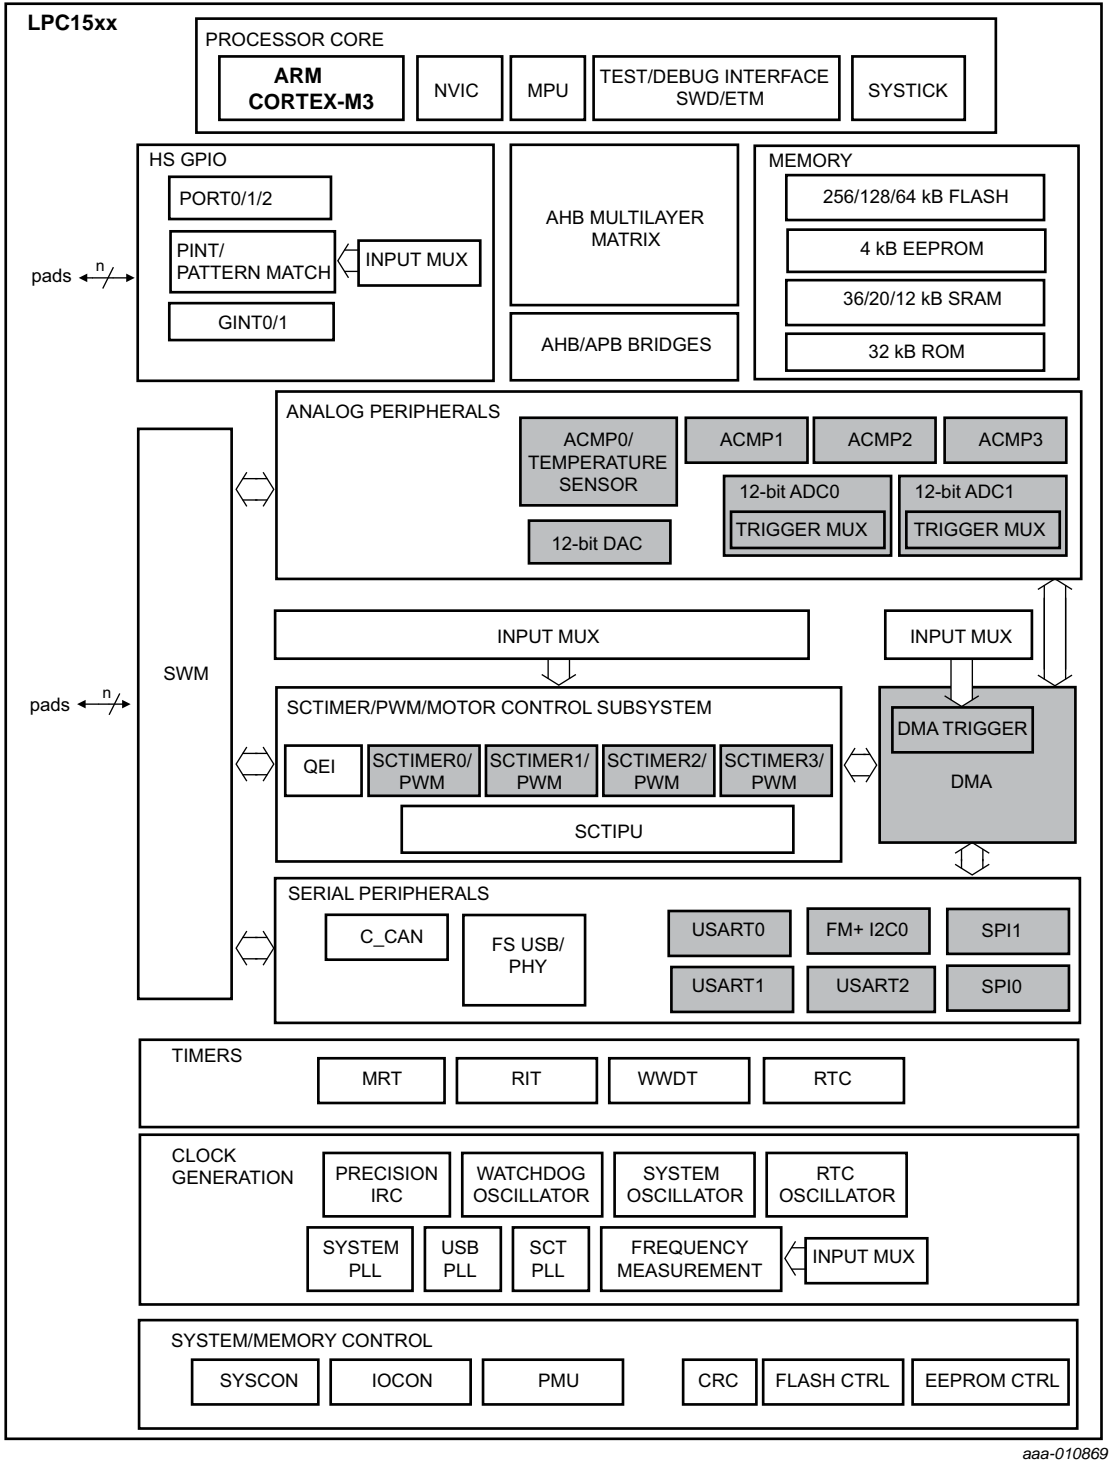 LPC15xx
PROCESSOR CORE
ARM
CORTEX-M3
NVIC
MPU
TEST/DEBUG INTERFACE
SWD/ETM
SYSTICK
HS GPIO
PORT0/1/2
PINT/
PATTERN MATCH
INPUT MUX
GINT0/1
pads
n
AHB MULTILAYER
MATRIX
AHB/APB BRIDGES
MEMORY
256/128/64 kB FLASH
4 kB EEPROM
36/20/12 kB SRAM
32 kB ROM
ANALOG PERIPHERALS
ACMP0/
TEMPERATURE
SENSOR
ACMP1
ACMP2
ACMP3
12-bit ADC0
TRIGGER MUX
12-bit ADC1
TRIGGER MUX
12-bit DAC
SWM
pads
n
INPUT MUX
INPUT MUX
SCTIMER/PWM/MOTOR CONTROL SUBSYSTEM
QEI
SCTIMER0/
PWM
SCTIMER1/
PWM
SCTIMER2/
PWM
SCTIMER3/
PWM
SCTIPU
DMA TRIGGER
DMA
SERIAL PERIPHERALS
C_CAN
FS USB/
PHY
USART0
FM+ I2C0
SPI1
USART1
USART2
SPI0
TIMERS
MRT
RIT
WWDT
RTC
CLOCK
GENERATION
PRECISION
IRC
WATCHDOG
OSCILLATOR
SYSTEM
OSCILLATOR
RTC
OSCILLATOR
SYSTEM
PLL
USB
PLL
SCT
PLL
FREQUENCY
MEASUREMENT
INPUT MUX
SYSTEM/MEMORY CONTROL
SYSCON
IOCON
PMU
CRC
FLASH CTRL
EEPROM CTRL
aaa-010869